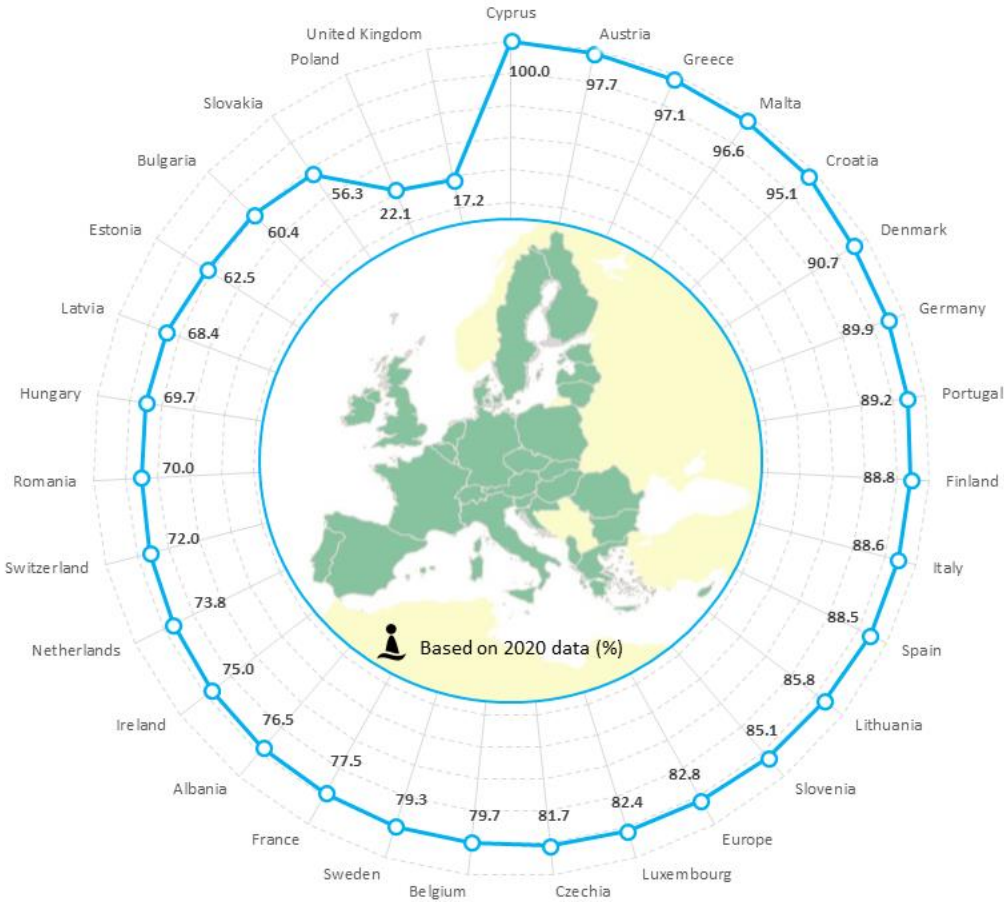 Cyprus
100.0
Austria
97.7
Greece
97.1
Malta
96.6
Croatia
95.1
Denmark
90.7
Germany
89.9
Portugal
89.2
Finland
88.8
Italy
88.6
Spain
88.5
Lithuania
85.8
Slovenia
85.1
Europe
82.8
Luxembourg
82.4
Czechia
81.7
Belgium
79.7
Sweden
79.3
France
77.5
Albania
76.5
Ireland
75.0
Netherlands
73.8
Switzerland
72.0
Romania
70.0
Hungary
69.7
Latvia
68.4
Estonia
62.5
Bulgaria
60.4
Slovakia
56.3
Poland
22.1
United Kingdom
17.2
Based on 2020 data (%)